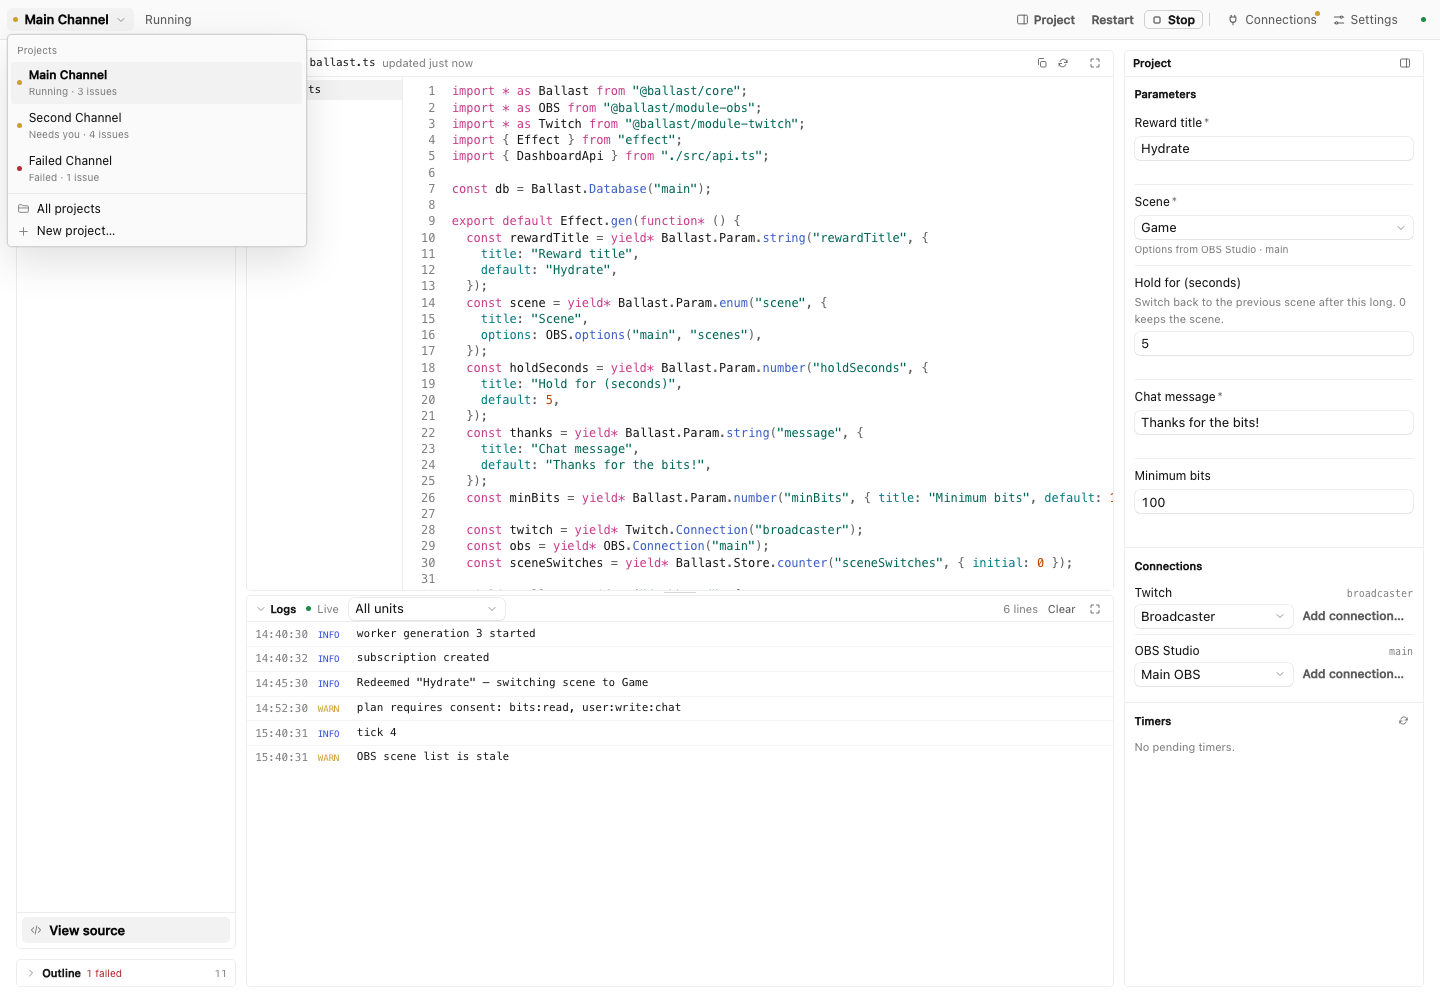 Main Channel
Running
Project
Restart
Stop
Connections
Settings
Projects
Main Channel
Running · 3 issues
Second Channel
Needs you · 4 issues
Failed Channel
Failed · 1 issue
All projects
New project...
ballast.ts updated just now
ts
1 import * as Ballast from "@ballast/core";
2 import * as OBS from "@ballast/module-obs";
3 import * as Twitch from "@ballast/module-twitch";
4 import { Effect } from "effect";
5 import { DashboardApi } from "./src/api.ts";
6
7 const db = Ballast.Database("main");
8
9 export default Effect.gen(function* () {
10 const rewardTitle = yield* Ballast.Param.string("rewardTitle", {
11 title: "Reward title",
12 default: "Hydrate",
13 });
14 const scene = yield* Ballast.Param.enum("scene", {
15 title: "Scene",
16 options: OBS.options("main", "scenes"),
17 });
18 const holdSeconds = yield* Ballast.Param.number("holdSeconds", {
19 title: "Hold for (seconds)",
20 default: 5,
21 });
22 const thanks = yield* Ballast.Param.string("message", {
23 title: "Chat message",
24 default: "Thanks for the bits!",
25 });
26 const minBits = yield* Ballast.Param.number("minBits", { title: "Minimum bits", default:
27
28 const twitch = yield* Twitch.Connection("broadcaster");
29 const obs = yield* OBS.Connection("main");
30 const sceneSwitches = yield* Ballast.Store.counter("sceneSwitches", { initial: 0 });
31
Logs
Live
All units
6 lines
Clear
14:40:30 INFO worker generation 3 started
14:40:32 INFO subscription created
14:45:30 INFO Redeemed "Hydrate" — switching scene to Game
14:52:30 WARN plan requires consent: bits:read, user:write:chat
15:40:31 INFO tick 4
15:40:31 WARN OBS scene list is stale
View source
Outline 1 failed 11
Project
Parameters
Reward title*
Hydrate
Scene*
Game
Options from OBS Studio · main
Hold for (seconds)
Switch back to the previous scene after this long. 0
keeps the scene.
5
Chat message*
Thanks for the bits!
Minimum bits
100
Connections
Twitch broadcaster
Broadcaster Add connection...
OBS Studio main
Main OBS Add connection...
Timers
No pending timers.